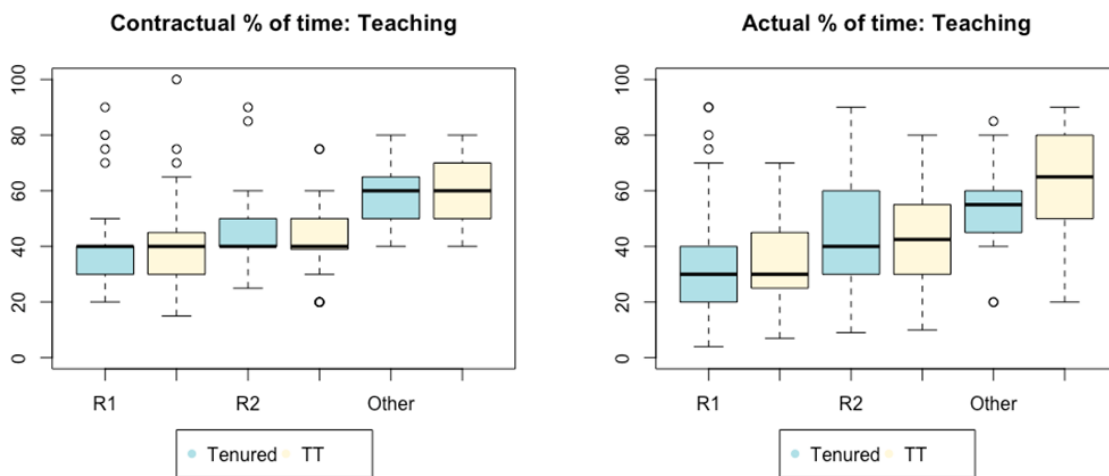 Contractual % of time: Teaching
100
80
60
40
20
0
R1 R2 Other
Tenured TT
Actual % of time: Teaching
100
80
60
40
20
0
R1 R2 Other
Tenured TT